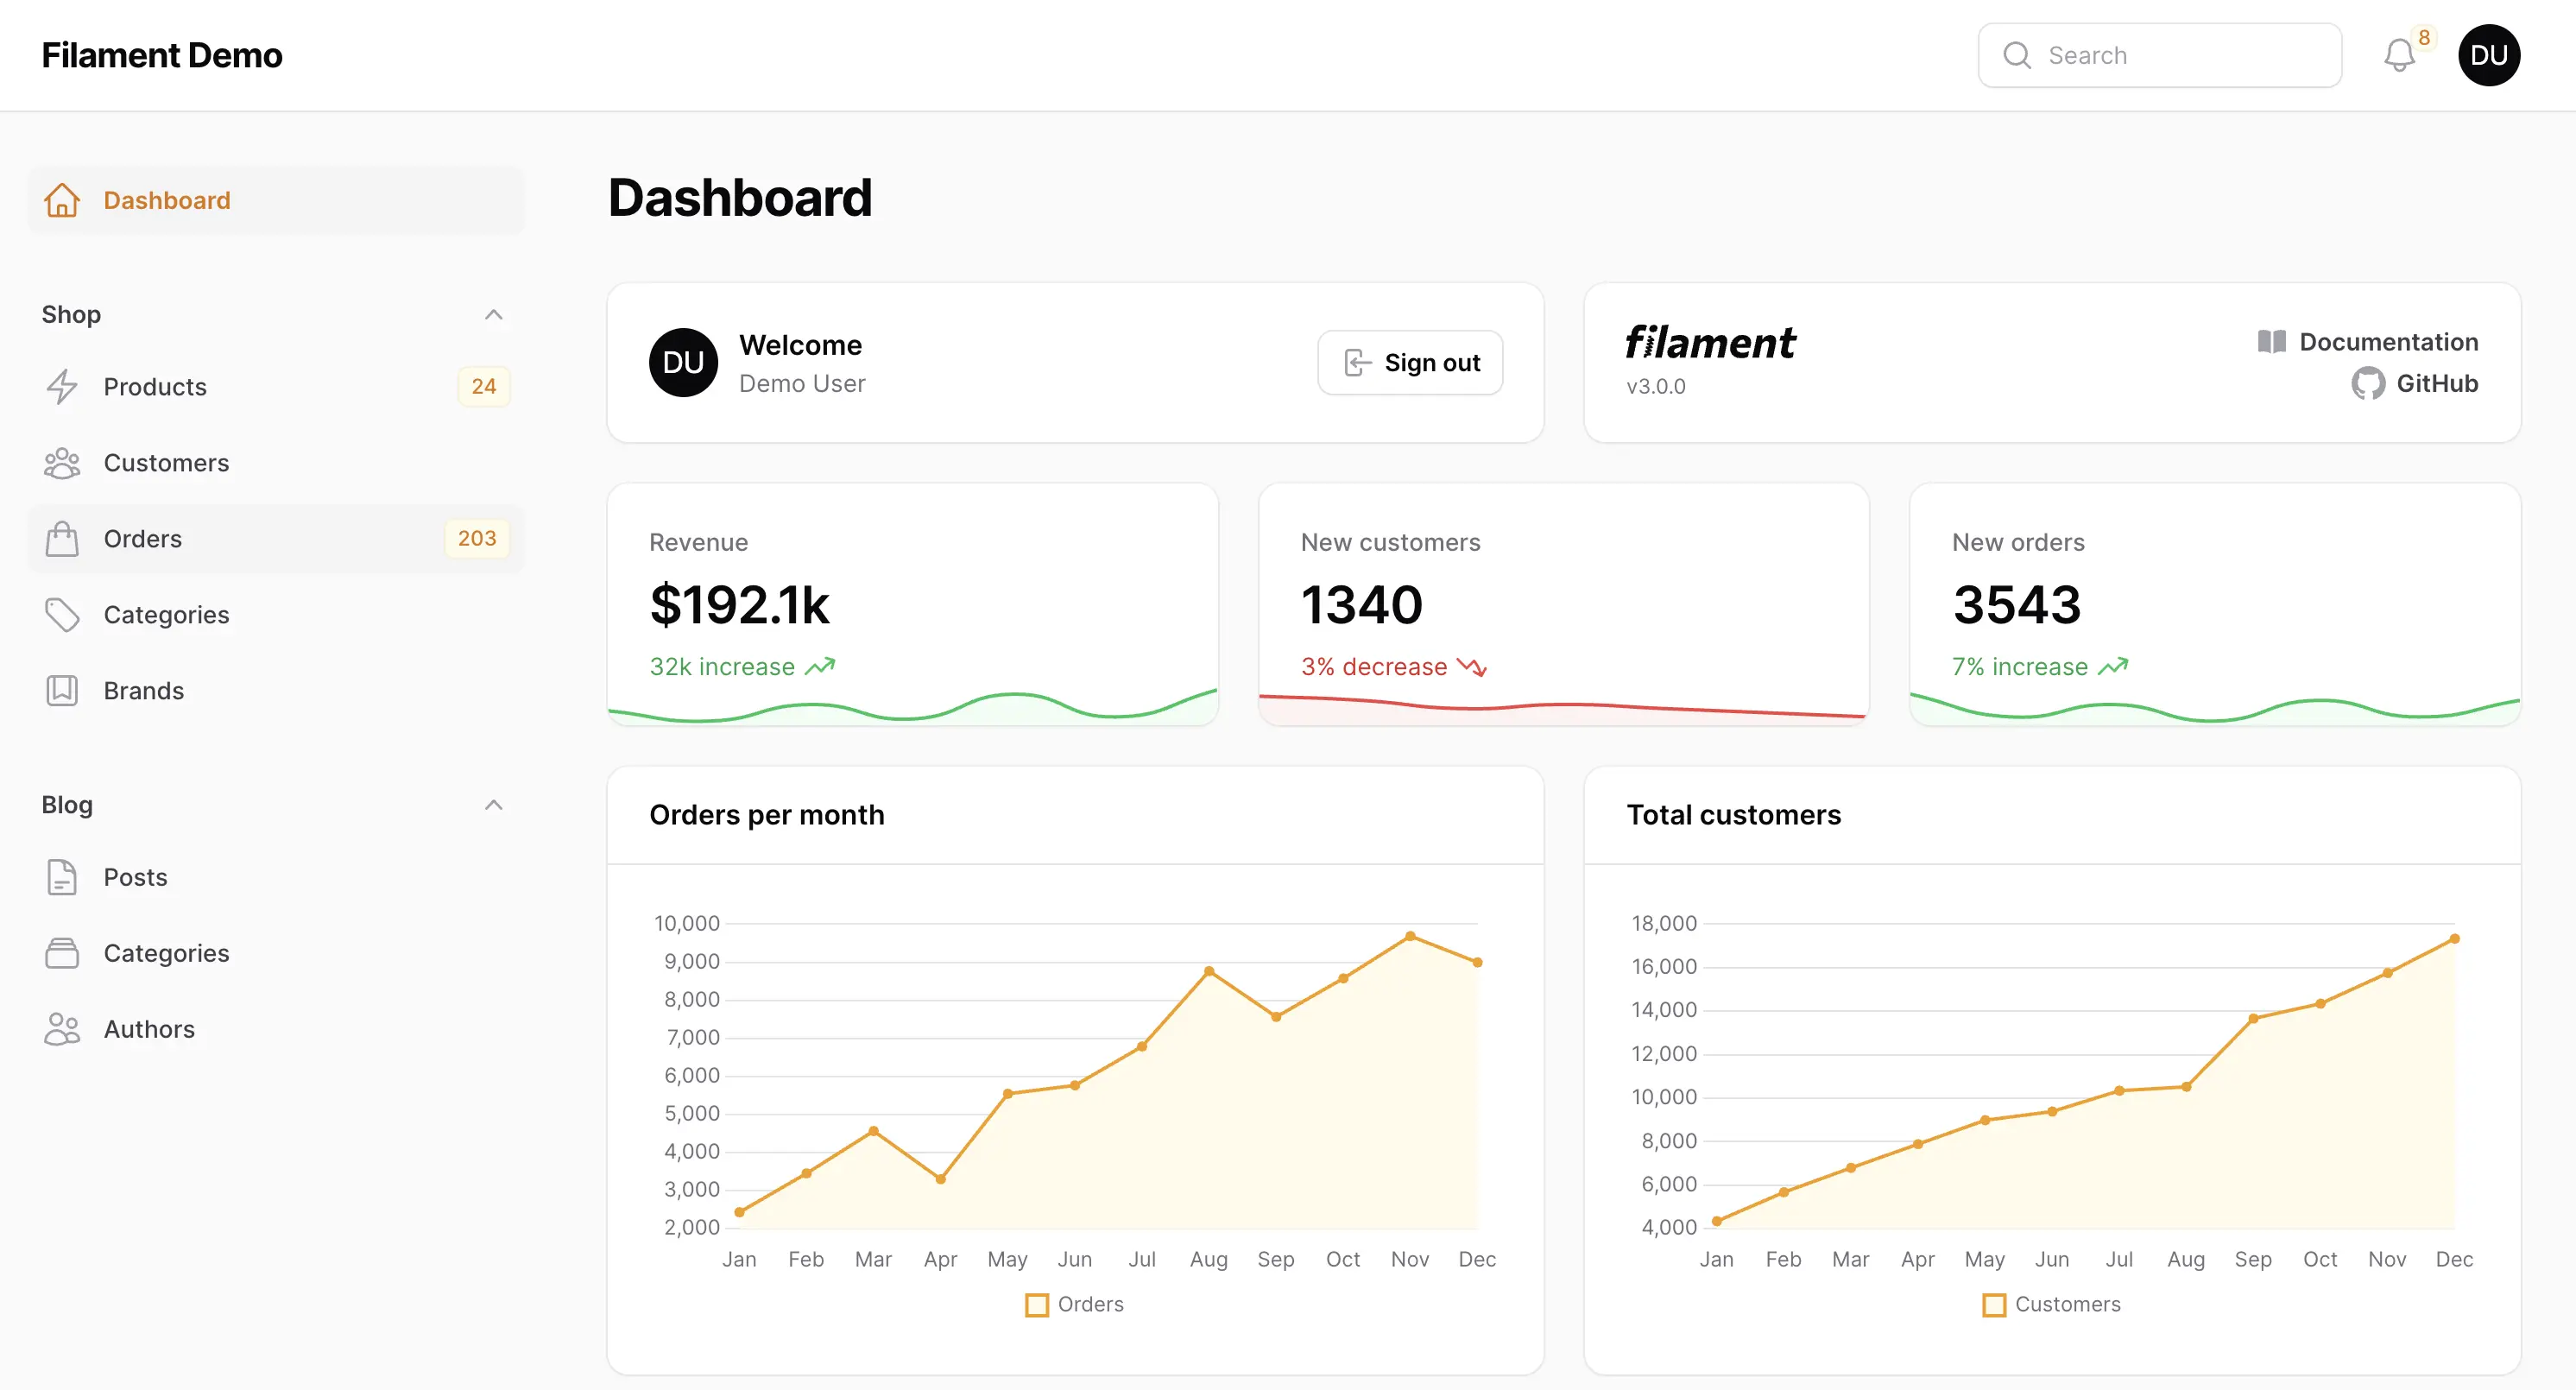 Filament Demo
Search
8
DU
Dashboard
Shop
Products 24
Customers
Orders 203
Categories
Brands
Blog
Posts
Categories
Authors
Dashboard
DU
Welcome
Demo User
Sign out
filament
v3.0.0
Documentation
GitHub
Revenue
$192.1k
32k increase
New customers
1340
3% decrease
New orders
3543
7% increase
Orders per month
10,000
9,000
8,000
7,000
6,000
5,000
4,000
3,000
2,000
Jan Feb Mar Apr May Jun Jul Aug Sep Oct Nov Dec
Orders
Total customers
18,000
16,000
14,000
12,000
10,000
8,000
6,000
4,000
Jan Feb Mar Apr May Jun Jul Aug Sep Oct Nov Dec
Customers